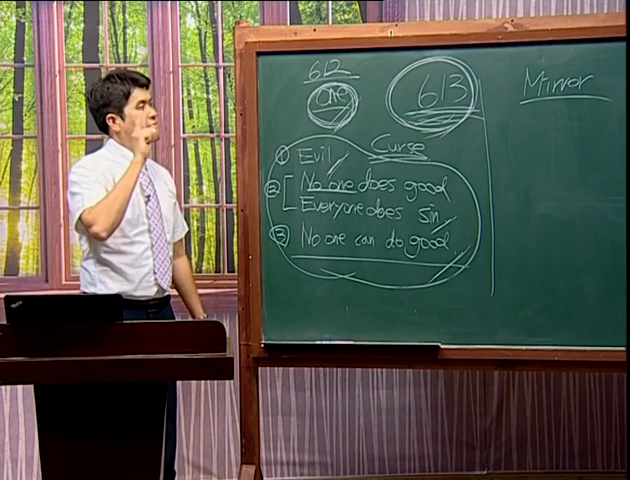 612
one
613
Mirror
Curse
① Evil
② No one does good
Everyone does sin
③ No one can do good